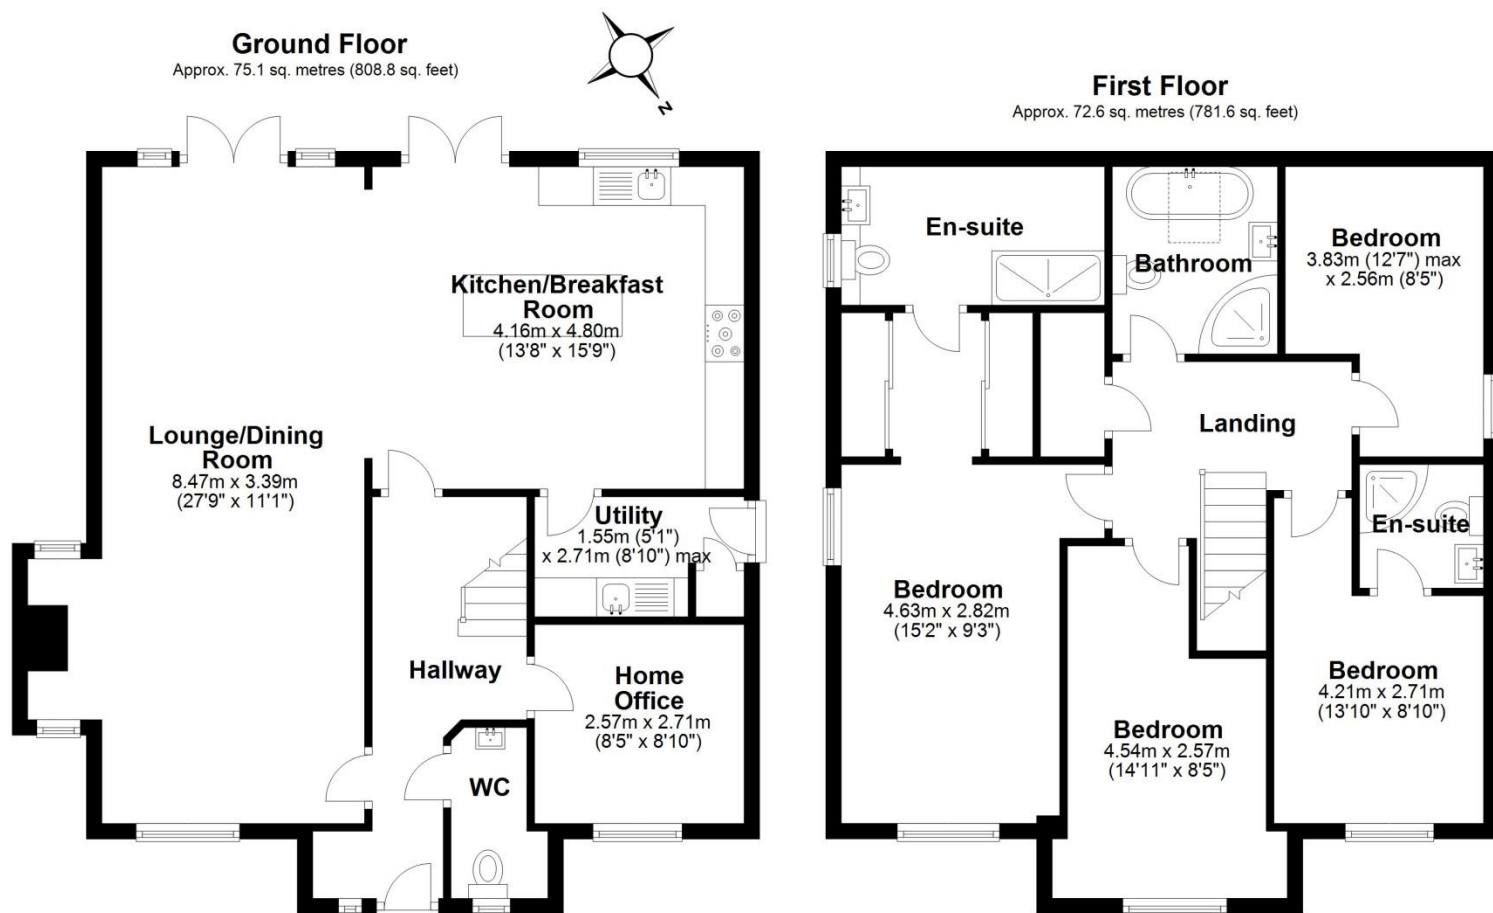 Ground Floor
Approx. 75.1 sq. metres (808.8 sq. feet)
N
Kitchen/Breakfast
Room
4.16m x 4.80m
(13'8" x 15'9")
Lounge/Dining
Room
8.47m x 3.39m
(27'9" x 11'1")
Utility
1.55m (5'1")
x 2.71m (8'10") max
Hallway
Home
Office
2.57m x 2.71m
(8'5" x 8'10")
WC
First Floor
Approx. 72.6 sq. metres (781.6 sq. feet)
En-suite
Bathroom
Bedroom
3.83m (12'7") max
x 2.56m (8'5")
Landing
En-suite
Bedroom
4.63m x 2.82m
(15'2" x 9'3")
Bedroom
4.21m x 2.71m
(13'10" x 8'10")
Bedroom
4.54m x 2.57m
(14'11" x 8'5")